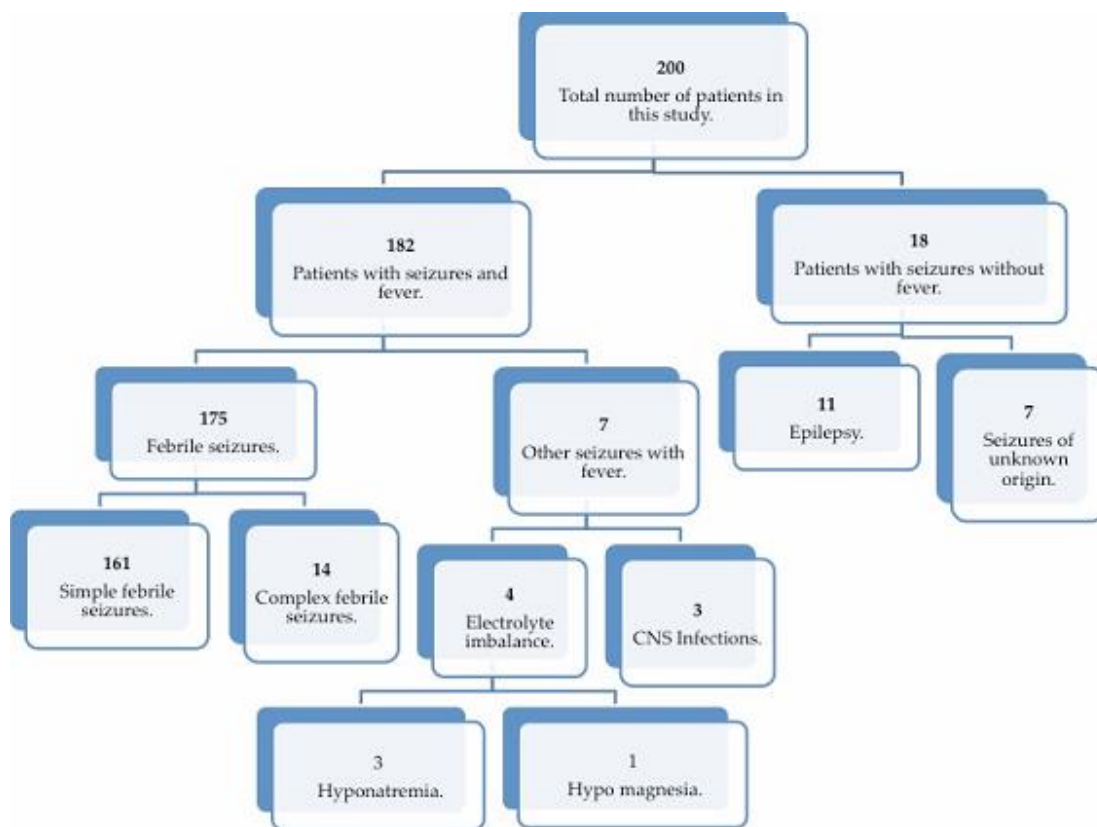 200
Total number of patients in
this study.
182
Patients with seizures and
fever.
18
Patients with seizures without
fever.
175
Febrile seizures.
7
Other seizures with
fever.
11
Epilepsy.
7
Seizures of
unknown
origin.
161
Simple febrile
seizures.
14
Complex febrile
seizures.
4
Electrolyte
imbalance.
3
CNS Infections.
3
Hyponatremia.
1
Hypo magnesia.